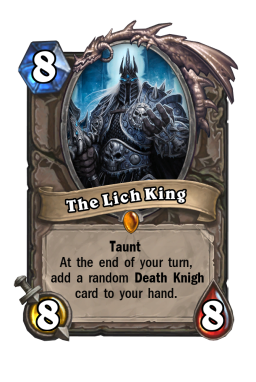 8
The Lich King
Taunt
At the end of your turn,
add a random Death Knigh
card to your hand.
8
8